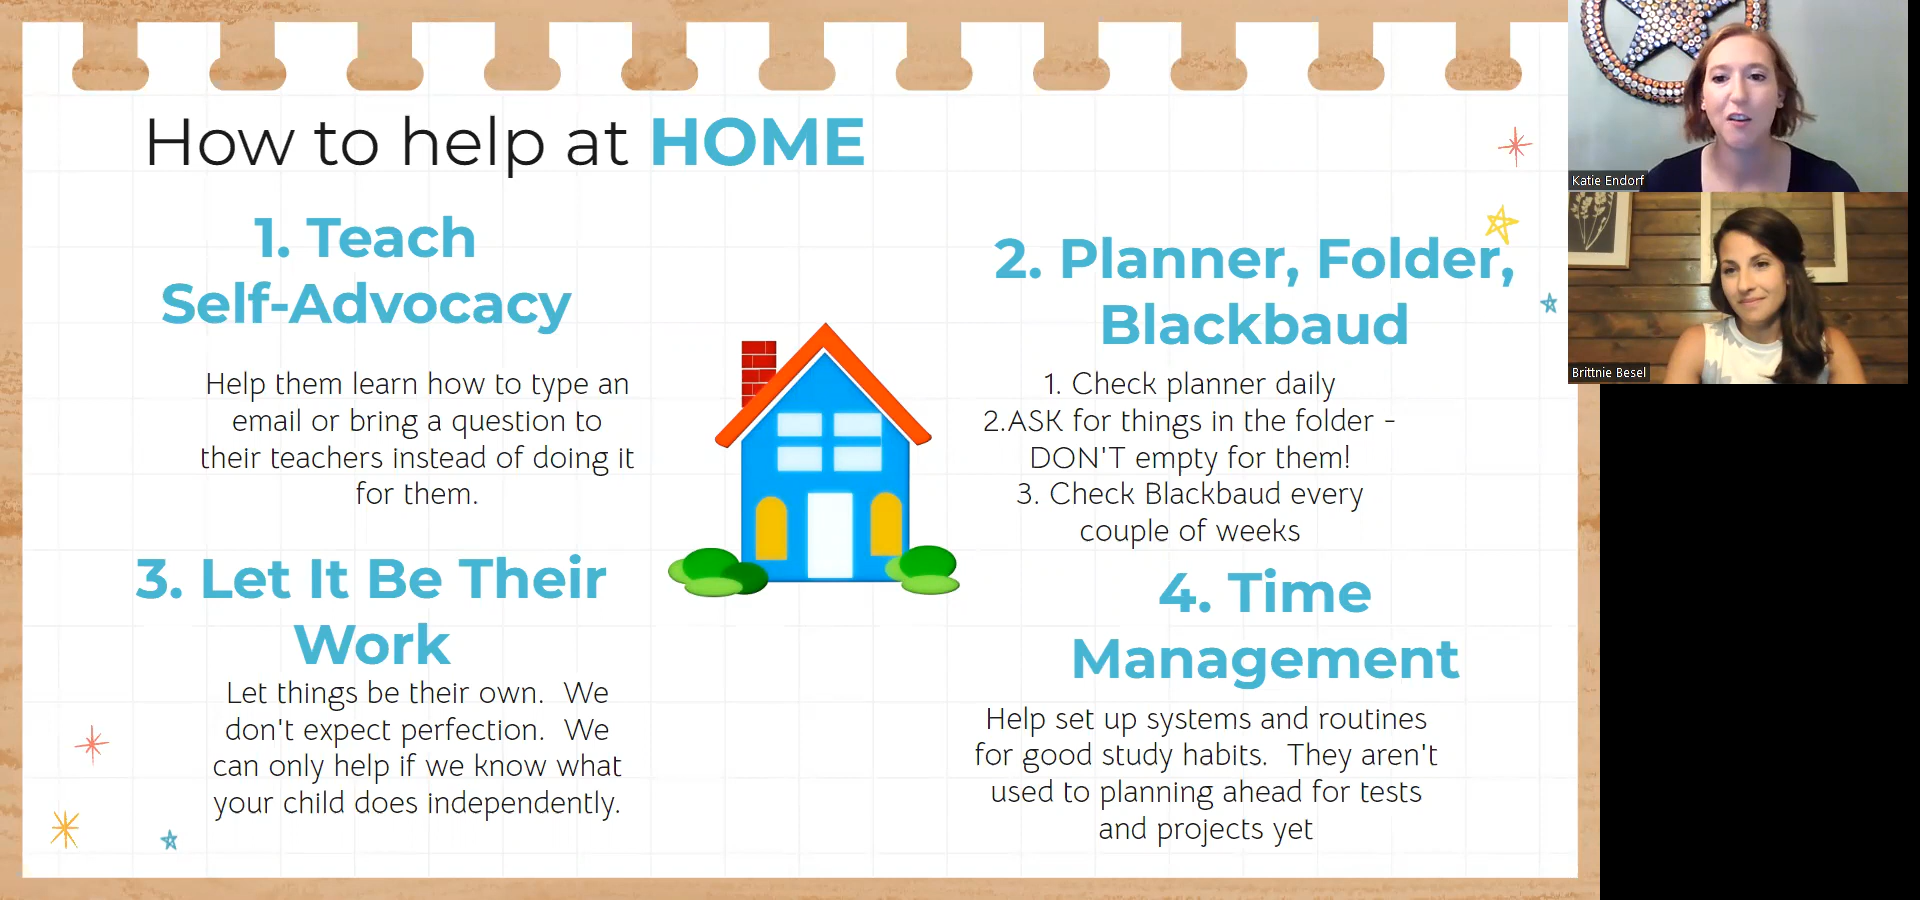 How to help at HOME
1. Teach
Self-Advocacy
Help them learn how to type an
email or bring a question to
their teachers instead of doing it
for them.
2. Planner, Folder,
Blackbaud
1. Check planner daily
2.ASK for things in the folder -
DON'T empty for them!
3. Check Blackbaud every
couple of weeks
3. Let It Be Their
Work
Let things be their own.  We
don't expect perfection.  We
can only help if we know what
your child does independently.
4. Time
Management
Help set up systems and routines
for good study habits.  They aren't
used to planning ahead for tests
and projects yet
Katie Endorf
Brittnie Besel